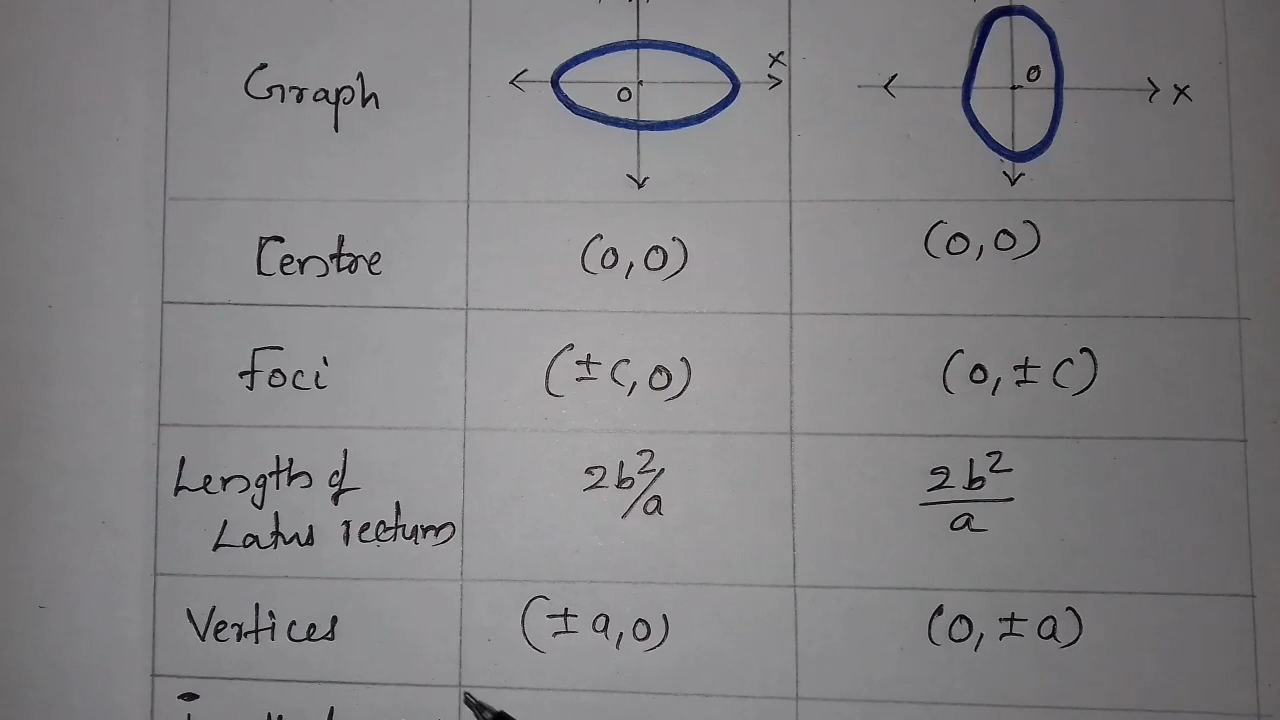 Graph
X
O
O
X
Centre
(0,0)
(0,0)
Foci
(±c,0)
(0,±c)
Length of
Latus rectum
2b²/a
2b²
a
Vertices
(±a,0)
(0,±a)